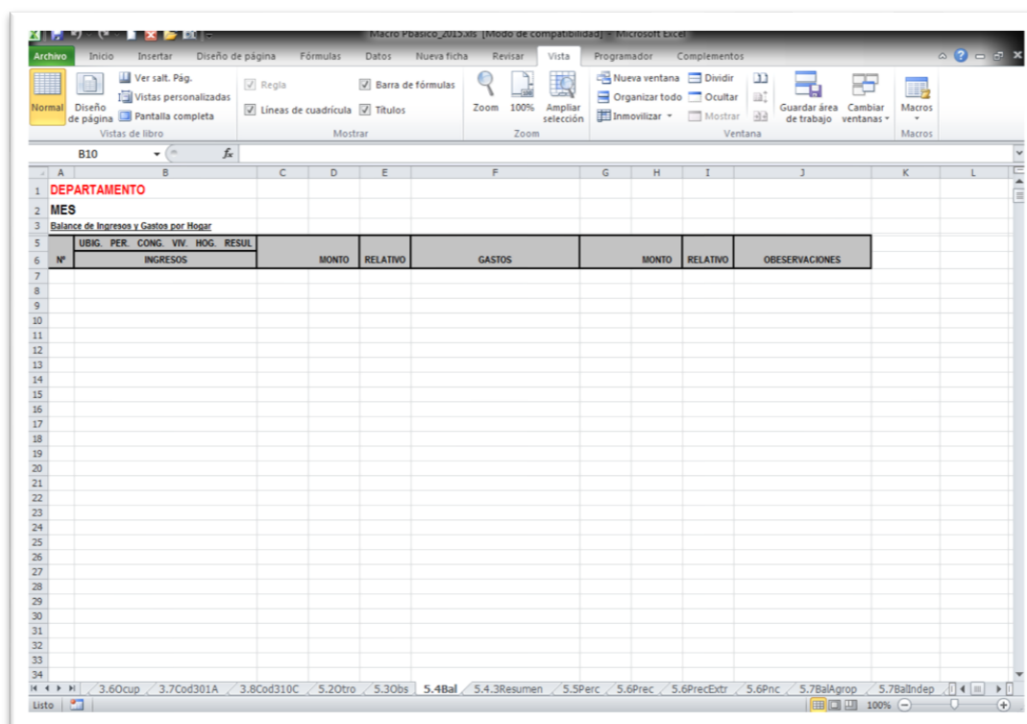 Macro Pbasico_2015.xls [Modo de compatibilidad] - Microsoft Excel
Archivo Inicio Insertar Diseño de página Fórmulas Datos Nueva ficha Revisar Vista Programador Complementos
Normal
Diseño de página
Ver salt. Pág.
Vistas personalizadas
Pantalla completa
Vistas de libro
Regla
Barra de fórmulas
Líneas de cuadrícula
Títulos
Mostrar
Zoom
100%
Ampliar selección
Zoom
Nueva ventana
Organizar todo
Inmovilizar
Dividir
Ocultar
Mostrar
Guardar área de trabajo
Cambiar ventanas
Ventana
Macros
Macros
B10 fx
A B C D E F G H I J K L
1 DEPARTAMENTO
2 MES
3 Balance de Ingresos y Gastos por Hogar
5 UBIG. PER. CONG. VIV. HOG. RESUL
6 Nº INGRESOS MONTO RELATIVO GASTOS MONTO RELATIVO OBESERVACIONES
7
8
9
10
11
12
13
14
15
16
17
18
19
20
21
22
23
24
25
26
27
28
29
30
31
32
33
34
3.6Ocup 3.7Cod301A 3.8Cod310C 5.2Otro 5.3Obs 5.4Bal 5.4.3Resumen 5.5Perc 5.6Prec 5.6PrecExtr 5.6Pnc 5.7BalAgrop 5.7BalIndep
Listo 100%